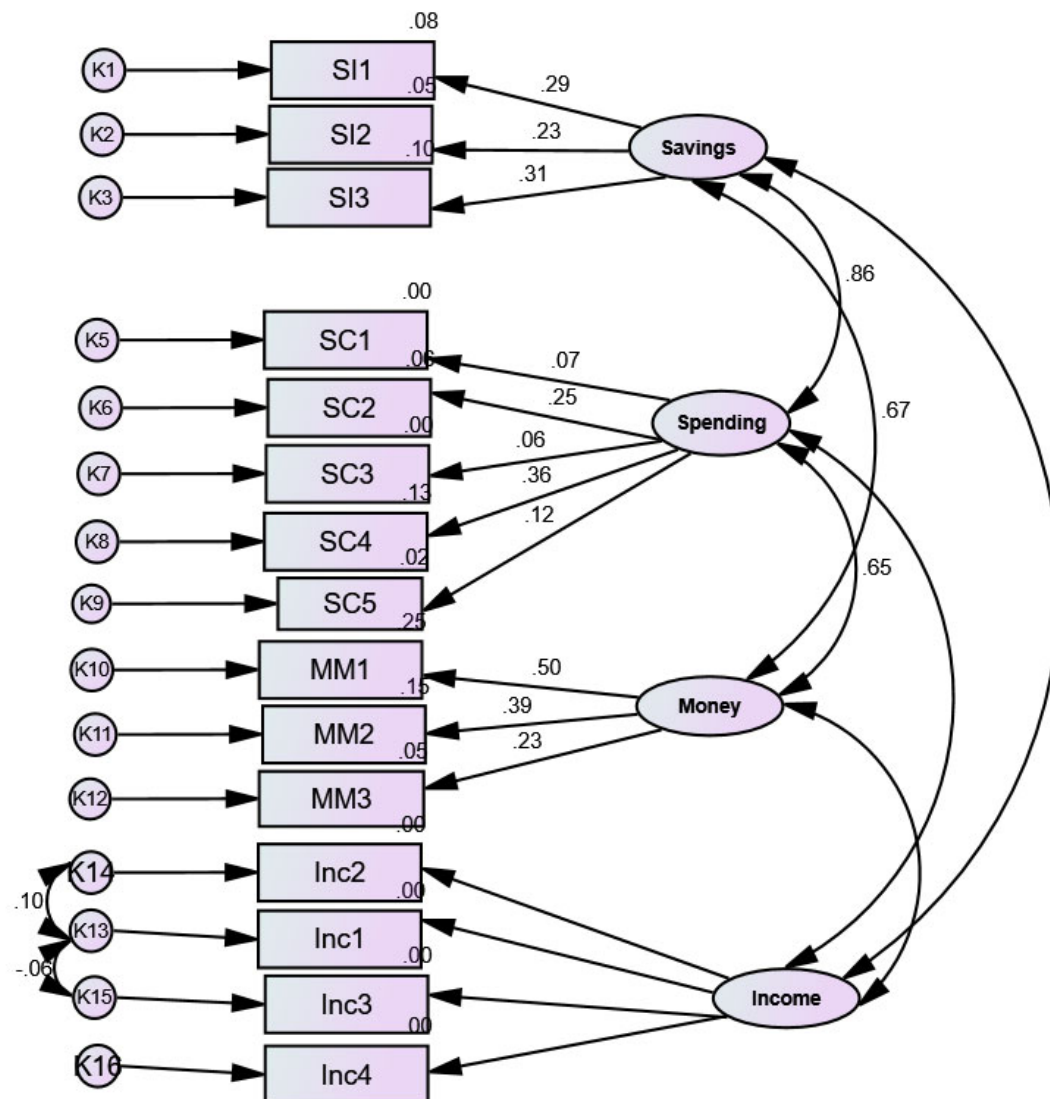 .08
K1 SI1 .29
.05
K2 SI2 .23 Savings
.10
K3 SI3 .31
.86
.00
K5 SC1 .07
.06
K6 SC2 .25 Spending .67
.00
K7 SC3 .06
.36
.13
K8 SC4 .12
.02
.65
K9 SC5
.25
K10 MM1 .50
.15
K11 MM2 .39 Money
.05
.23
K12 MM3
.00
K14 Inc2
.10
.00
K13 Inc1
.00
-.06
K15 Inc3 Income
.00
K16 Inc4